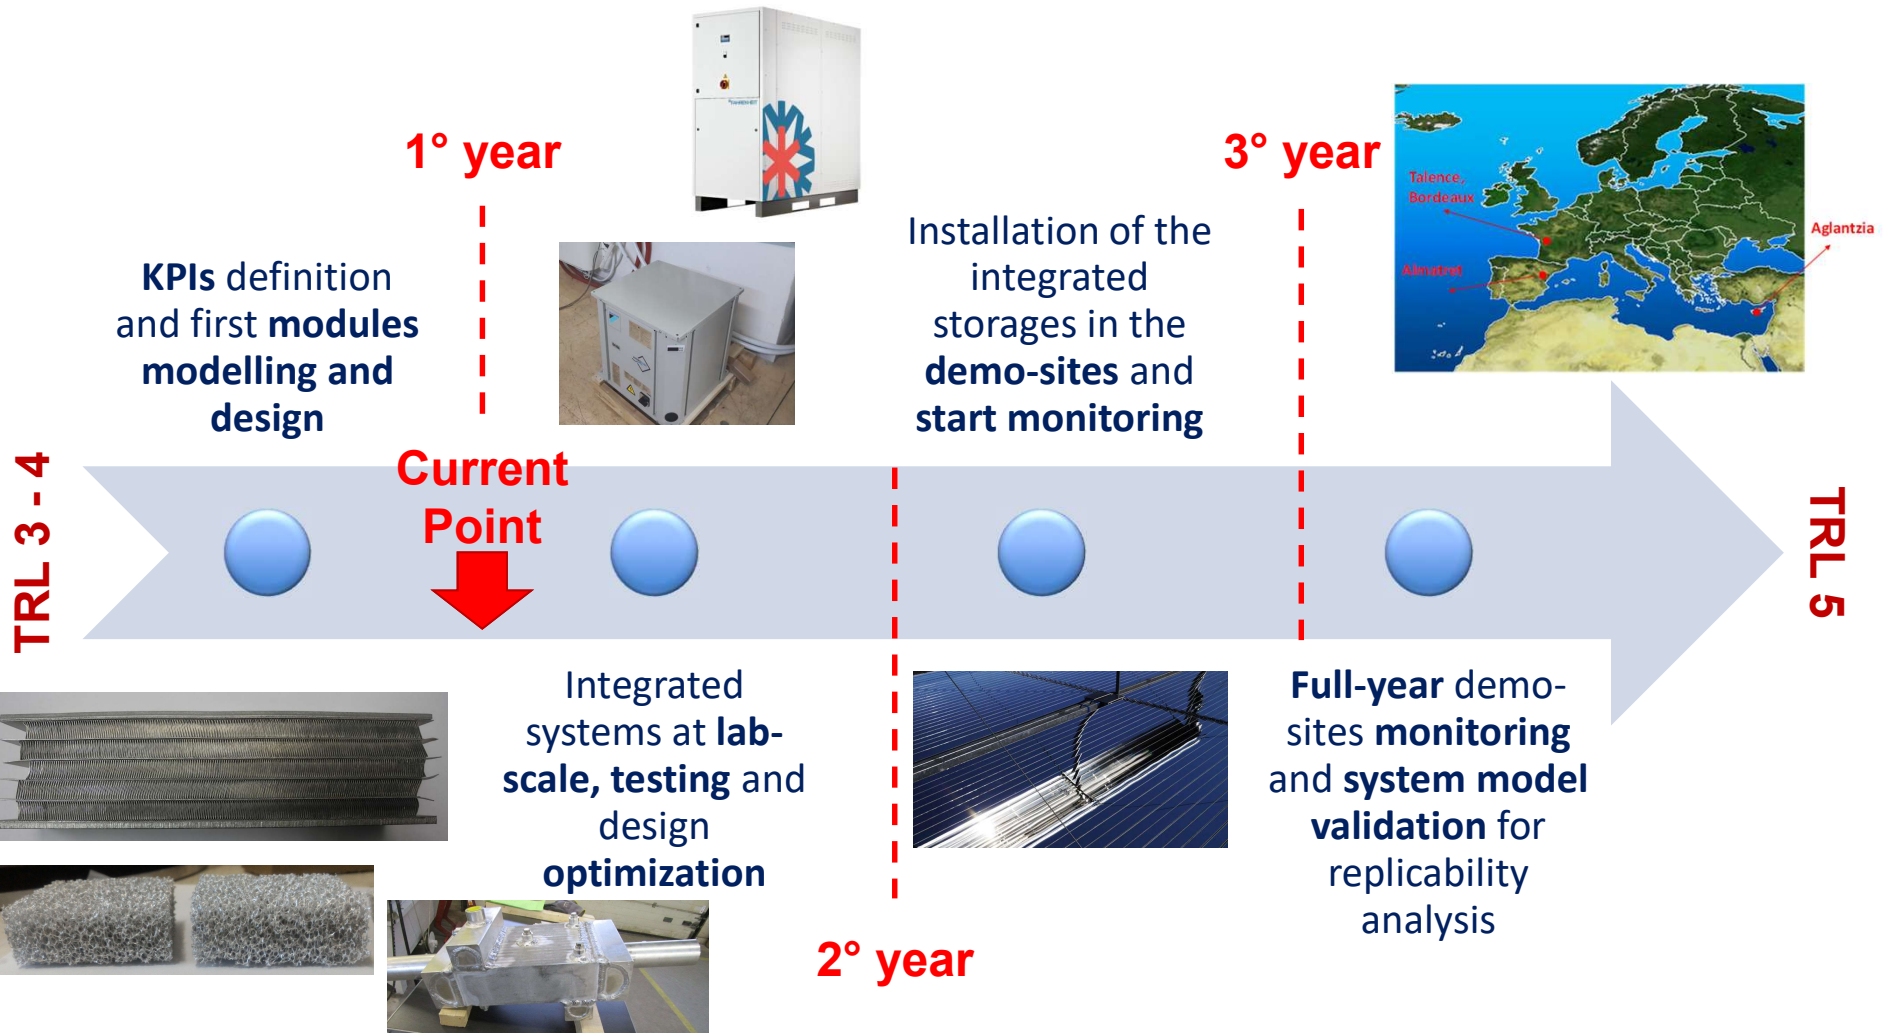 1° year
3° year
FAHRENHEIT
Talence,
Bordeaux
Almatret
Aglantzia
KPIs definition
and first modules
modelling and
design
Installation of the
integrated
storages in the
demo-sites and
start monitoring
TRL 3 - 4
Current
Point
TRL 5
Integrated
systems at lab-
scale, testing and
design
optimization
Full-year demo-
sites monitoring
and system model
validation for
replicability
analysis
2° year